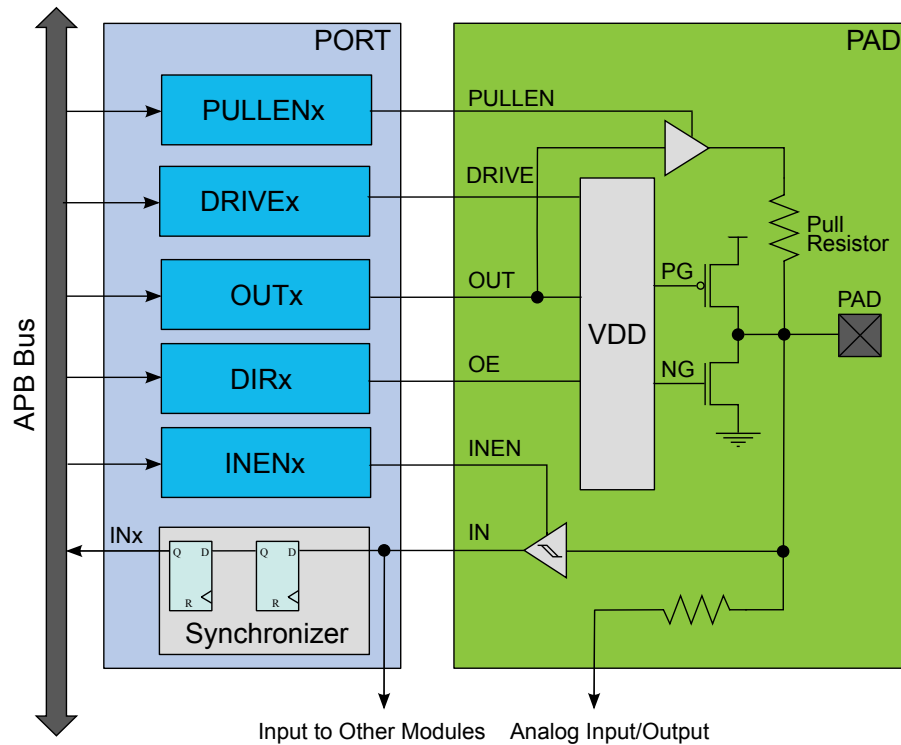 PORT
PAD
APB Bus
PULLENx
PULLEN
DRIVEx
DRIVE
Pull
Resistor
OUTx
OUT
PG
PAD
VDD
DIRx
OE
NG
INENx
INEN
INx
Q D
R
Q D
R
IN
Synchronizer
Input to Other Modules
Analog Input/Output